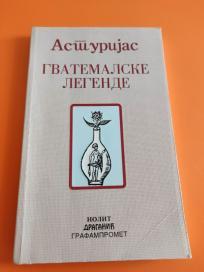 Астуријас
ГВАТЕМАЛСКЕ
ЛЕГЕНДЕ
НОЛИТ
ДРАГАНИЋ
ГРАФАМПРОМЕТ